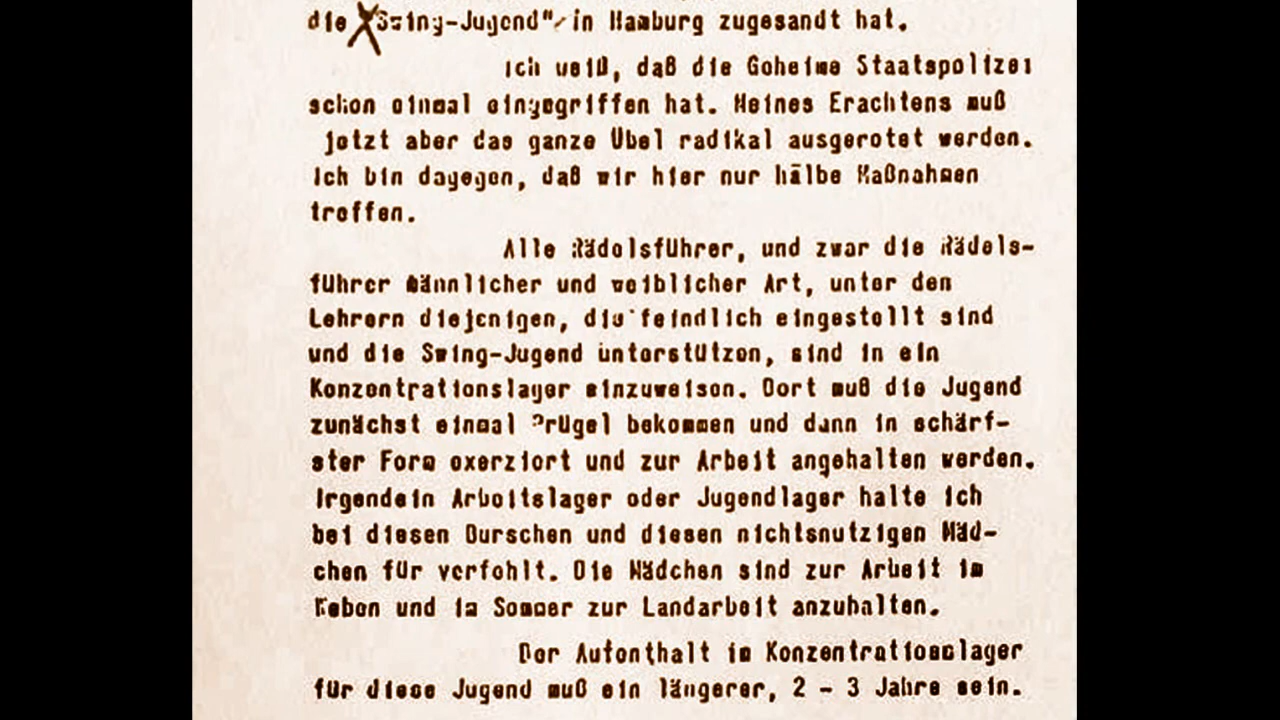 die "Swing-Jugend" in Hamburg zugesandt hat.
Ich weiß, daß die Geheime Staatspolizei
schon einmal eingegriffen hat. Meines Erachtens muß
jetzt aber das ganze Übel radikal ausgerotet werden.
Ich bin dagegen, daß wir hier nur halbe Maßnahmen
treffen.
Alle Rädelsführer, und zwar die Rädels-
führer männlicher und weiblicher Art, unter den
Lehrern diejenigen, die feindlich eingestellt sind
und die Swing-Jugend unterstützen, sind in ein
Konzentrationslager einzuweisen. Dort muß die Jugend
zunächst einmal Prügel bekommen und dann in schärf-
ster Form exerziert und zur Arbeit angehalten werden.
Irgendein Arbeitslager oder Jugendlager halte ich
bei diesen Burschen und diesen nichtsnutzigen Mäd-
chen für verfehlt. Die Mädchen sind zur Arbeit im
Weben und im Sommer zur Landarbeit anzuhalten.
Der Aufenthalt im Konzentrationslager
für diese Jugend muß ein längerer, 2 - 3 Jahre sein.